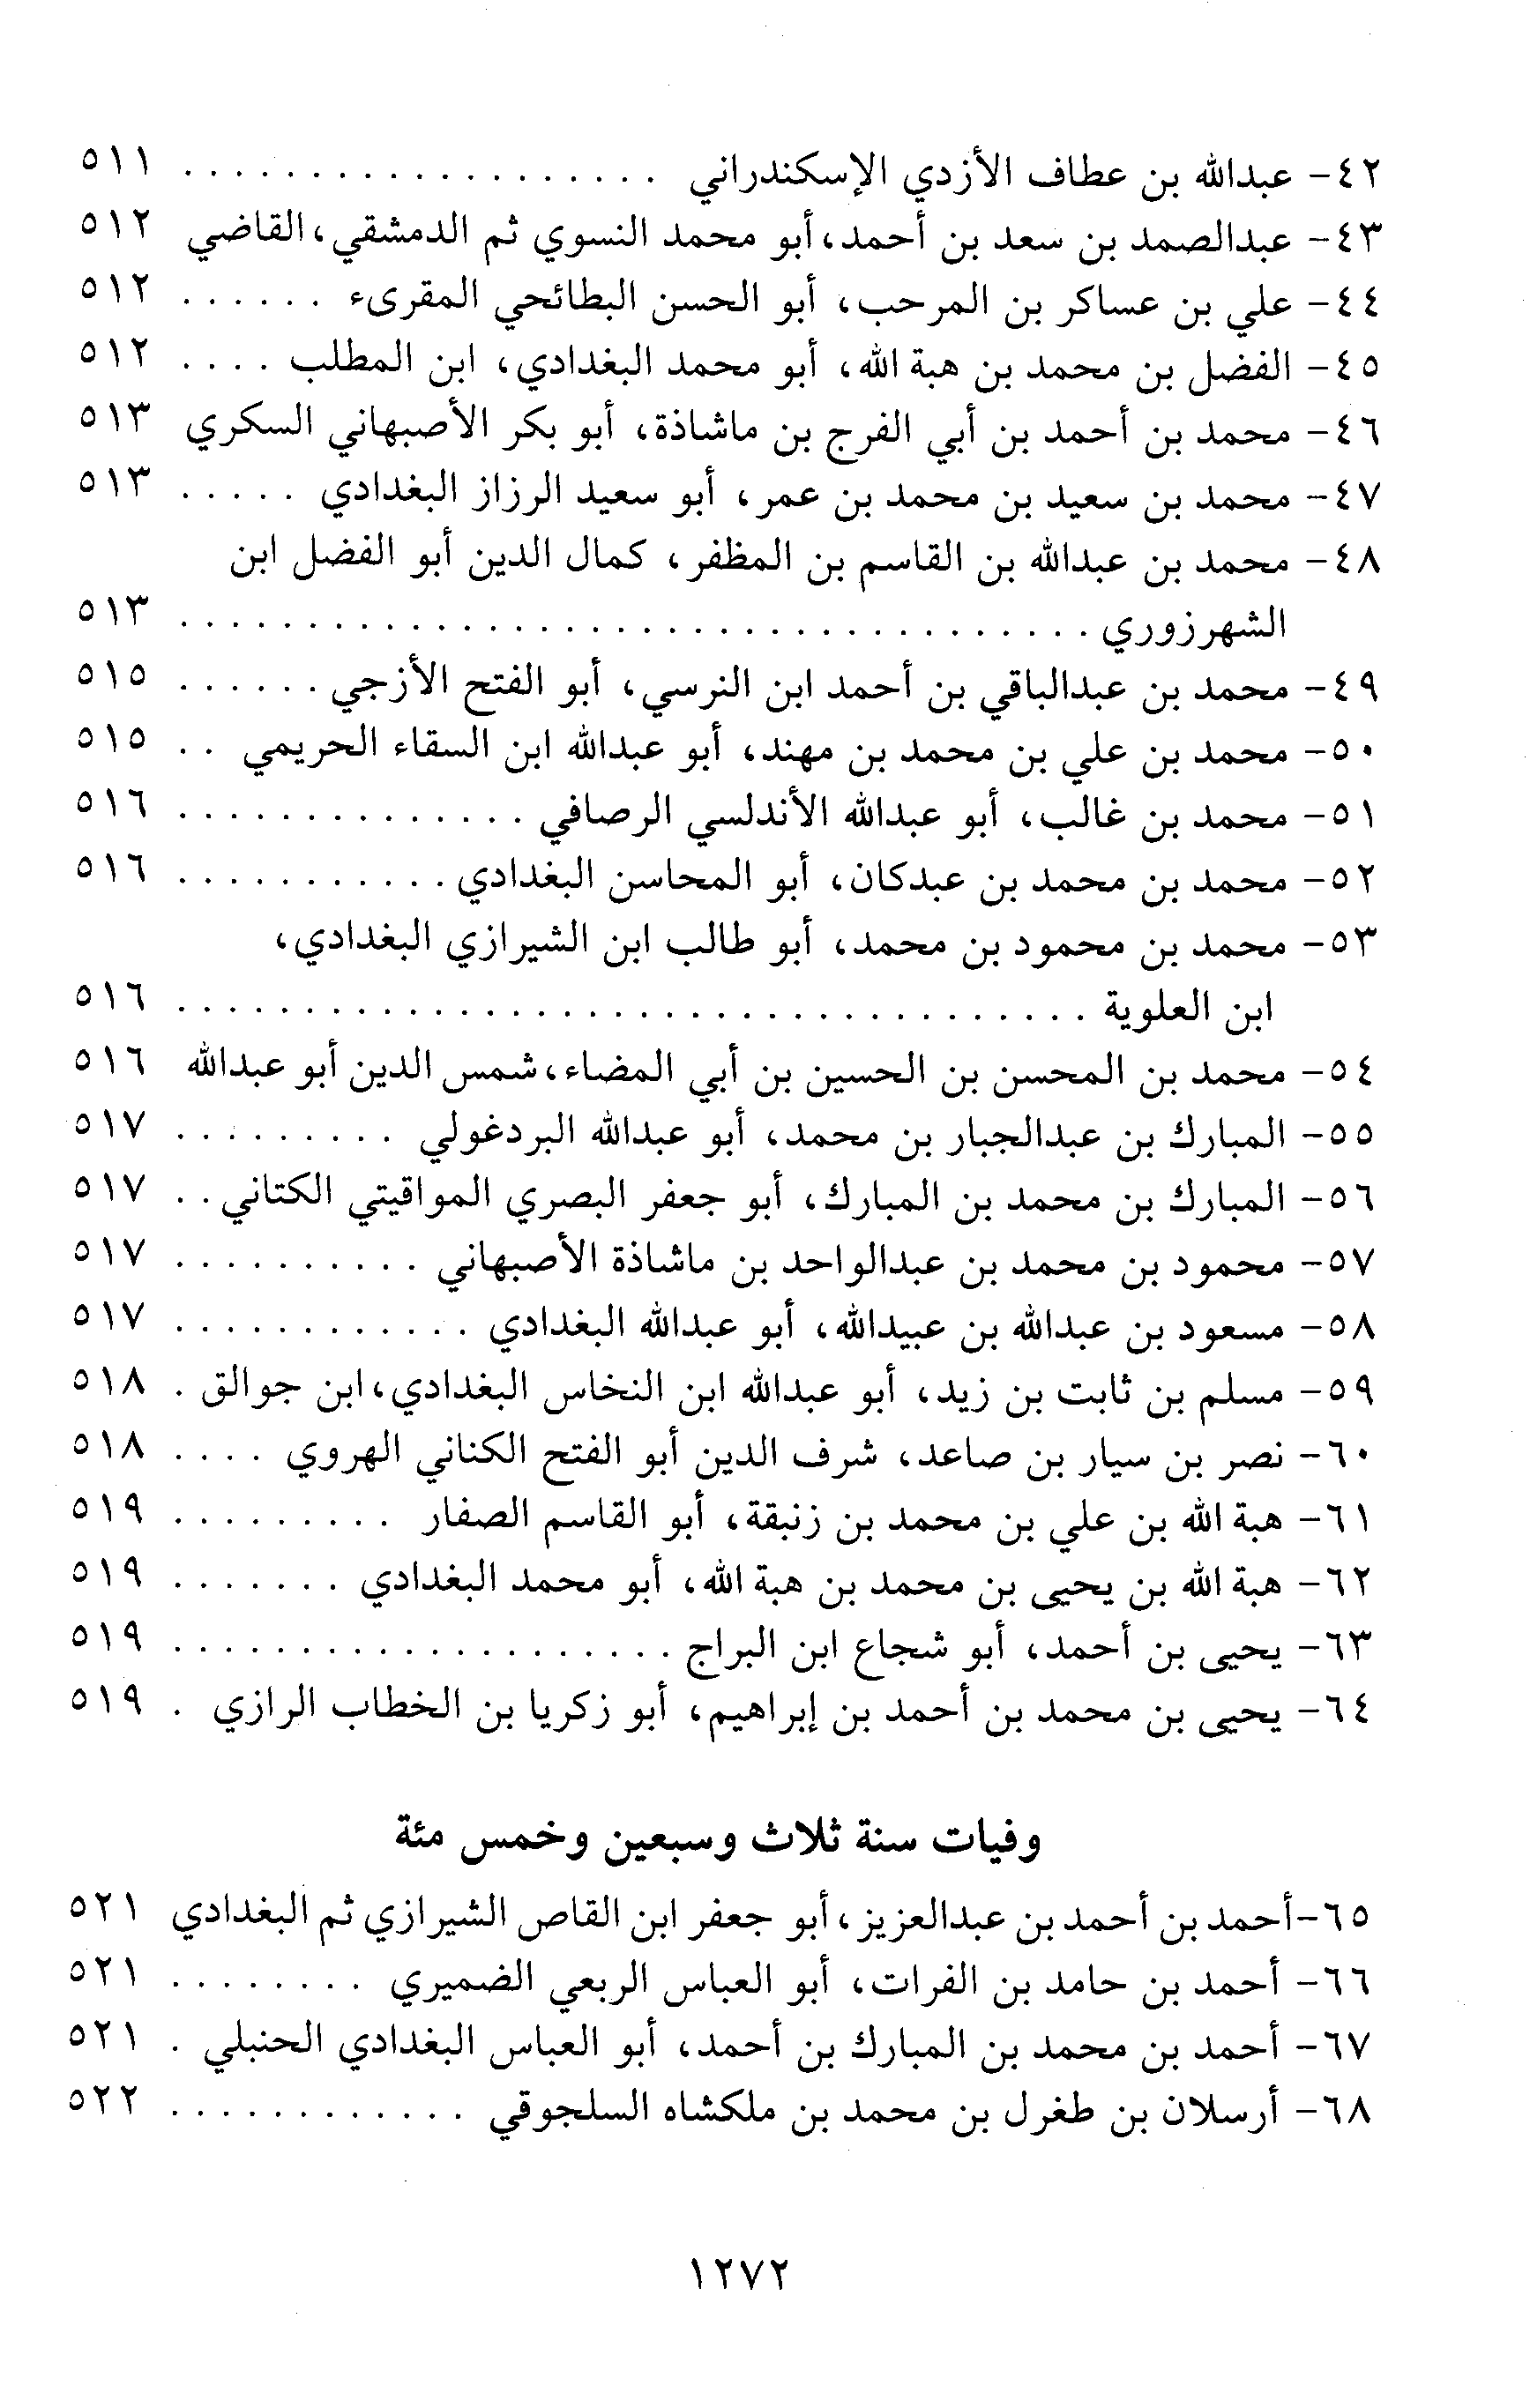 ٤٢- عبدالله بن عطاف الأزدي الإسكندراني . . . . . . . . . . . . . . . . . . . ٥١١
٤٣- عبدالصمد بن سعد بن أحمد، أبو محمد النسوي ثم الدمشقي، القاضي ٥١٢
٤٤- علي بن عساكر بن المرحب، أبو الحسن البطائحي المقرىء . . . . . . ٥١٢
٤٥- الفضل بن محمد بن هبة الله، أبو محمد البغدادي، ابن المطلب . . . . ٥١٢
٤٦- محمد بن أحمد بن أبي الفرج بن ماشاذة، أبو بكر الأصبهاني السكري ٥١٣
٤٧- محمد بن سعيد بن محمد بن عمر، أبو سعيد الرزاز البغدادي . . . . . ٥١٣
٤٨- محمد بن عبدالله بن القاسم بن المظفر، كمال الدين أبو الفضل ابن
الشهرزوري . . . . . . . . . . . . . . . . . . . . . . . . . . . . . . . . . . . . ٥١٣
٤٩- محمد بن عبدالباقي بن أحمد ابن النرسي، أبو الفتح الأزجي . . . . . . ٥١٥
٥٠- محمد بن علي بن محمد بن مهند، أبو عبدالله ابن السقاء الحريمي . . ٥١٥
٥١- محمد بن غالب، أبو عبدالله الأندلسي الرصافي . . . . . . . . . . . . . . ٥١٦
٥٢- محمد بن محمد بن عبدكان، أبو المحاسن البغدادي . . . . . . . . . . . ٥١٦
٥٣- محمد بن محمود بن محمد، أبو طالب ابن الشيرازي البغدادي،
ابن العلوية . . . . . . . . . . . . . . . . . . . . . . . . . . . . . . . . . . . . ٥١٦
٥٤- محمد بن المحسن بن الحسين بن أبي المضاء، شمس الدين أبو عبدالله ٥١٦
٥٥- المبارك بن عبدالجبار بن محمد، أبو عبدالله البردغولي . . . . . . . . . ٥١٧
٥٦- المبارك بن محمد بن المبارك، أبو جعفر البصري المواقيتي الكتاني . . ٥١٧
٥٧- محمود بن محمد بن عبدالواحد بن ماشاذة الأصبهاني . . . . . . . . . . ٥١٧
٥٨- مسعود بن عبدالله بن عبيدالله، أبو عبدالله البغدادي . . . . . . . . . . . . ٥١٧
٥٩- مسلم بن ثابت بن زيد، أبو عبدالله ابن النخاس البغدادي، ابن جوالق . ٥١٨
٦٠- نصر بن سيار بن صاعد، شرف الدين أبو الفتح الكناني الهروي . . . . ٥١٨
٦١- هبة الله بن علي بن محمد بن زنبقة، أبو القاسم الصفار . . . . . . . . . ٥١٩
٦٢- هبة الله بن يحيى بن محمد بن هبة الله، أبو محمد البغدادي . . . . . . . ٥١٩
٦٣- يحيى بن أحمد، أبو شجاع ابن البراج . . . . . . . . . . . . . . . . . . . . ٥١٩
٦٤- يحيى بن محمد بن أحمد بن إبراهيم، أبو زكريا بن الخطاب الرازي . ٥١٩
وفيات سنة ثلاث وسبعين وخمس مئة
٦٥- أحمد بن أحمد بن عبدالعزيز، أبو جعفر ابن القاص الشيرازي ثم البغدادي ٥٢١
٦٦- أحمد بن حامد بن الفرات، أبو العباس الربعي الضميري . . . . . . . . ٥٢١
٦٧- أحمد بن محمد بن المبارك بن أحمد، أبو العباس البغدادي الحنبلي . ٥٢١
٦٨- أرسلان بن طغرل بن محمد بن ملكشاه السلجوقي . . . . . . . . . . . . ٥٢٢
١٢٧٢